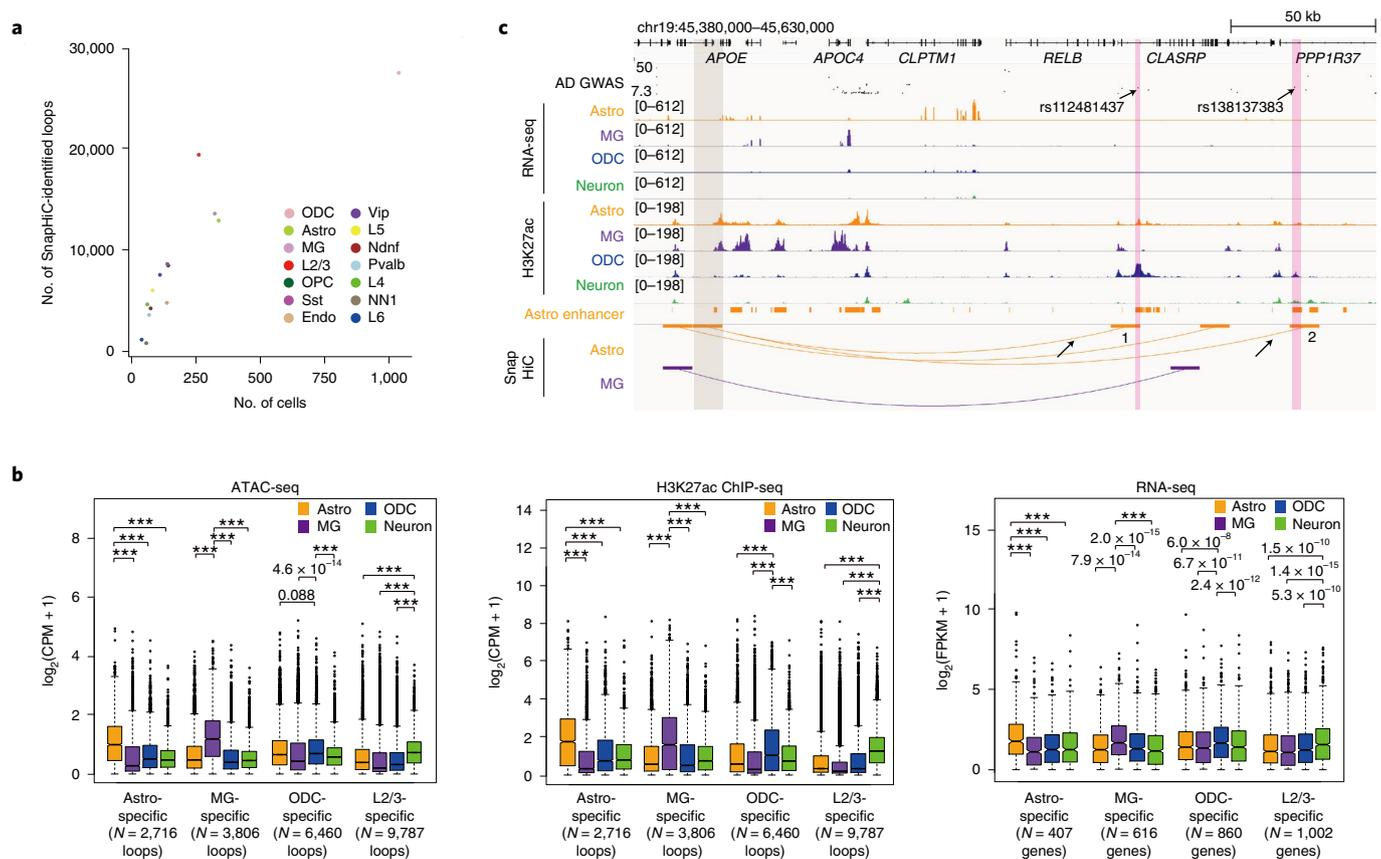 a
No. of SnapHiC-identified loops
30,000
20,000
10,000
0
0
250
500
750
1,000
No. of cells
ODC
Astro
MG
L2/3
OPC
Sst
Endo
Vip
L5
Ndnf
Pvalb
L4
NN1
L6
c
chr19:45,380,000–45,630,000
50 kb
APOE
APOC4
CLPTM1
RELB
CLASRP
PPP1R37
50
AD GWAS
7.3
rs112481437
rs138137383
RNA-seq
Astro [0–612]
MG [0–612]
ODC [0–612]
Neuron [0–612]
H3K27ac
Astro [0–198]
MG [0–198]
ODC [0–198]
Neuron [0–198]
Astro enhancer
Snap
HiC
Astro
MG
1
2
b
ATAC-seq
log2(CPM + 1)
8
6
4
2
0
Astro
MG
ODC
Neuron
***
***
***
***
***
***
***
4.6 × 10−14
0.088
***
***
***
Astro-
specific
(N = 2,716
loops)
MG-
specific
(N = 3,806
loops)
ODC-
specific
(N = 6,460
loops)
L2/3-
specific
(N = 9,787
loops)
H3K27ac ChIP-seq
log2(CPM + 1)
14
12
10
8
6
4
2
0
Astro
MG
ODC
Neuron
***
***
***
***
***
***
***
***
***
***
***
***
Astro-
specific
(N = 2,716
loops)
MG-
specific
(N = 3,806
loops)
ODC-
specific
(N = 6,460
loops)
L2/3-
specific
(N = 9,787
loops)
RNA-seq
log2(FPKM + 1)
15
10
5
0
Astro
MG
ODC
Neuron
***
***
***
***
2.0 × 10−15
7.9 × 10−14
6.0 × 10−8
6.7 × 10−11
2.4 × 10−12
1.5 × 10−10
1.4 × 10−15
5.3 × 10−10
Astro-
specific
(N = 407
genes)
MG-
specific
(N = 616
genes)
ODC-
specific
(N = 860
genes)
L2/3-
specific
(N = 1,002
genes)